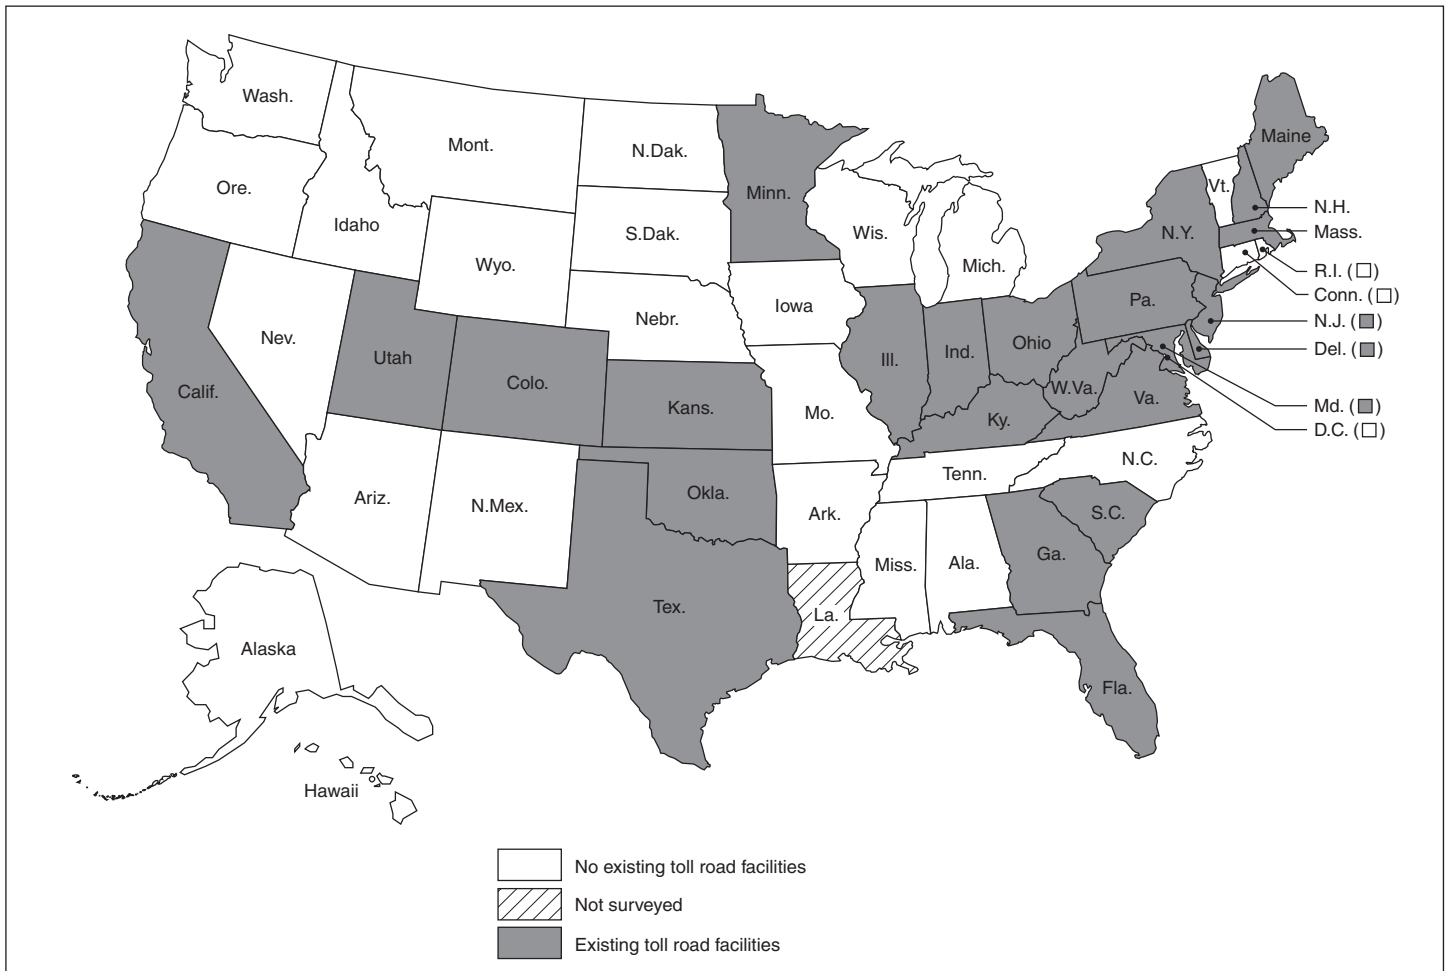 Wash.
Maine
Mont.
N.Dak.
Ore.
Vt.
Minn.
N.H.
Idaho
S.Dak.
Wis.
N.Y.
Mass.
Wyo.
Mich.
R.I. (□)
Conn. (□)
Iowa
Pa.
Nebr.
N.J. (■)
Nev.
Ohio
Utah
Ill.
Ind.
Del. (■)
Colo.
Calif.
W.Va.
Va.
Kans.
Md. (■)
Mo.
Ky.
D.C. (□)
N.C.
Tenn.
Ariz.
Okla.
N.Mex.
Ark.
S.C.
Ga.
Miss.
Ala.
Tex.
La.
Alaska
Fla.
Hawaii
No existing toll road facilities
Not surveyed
Existing toll road facilities